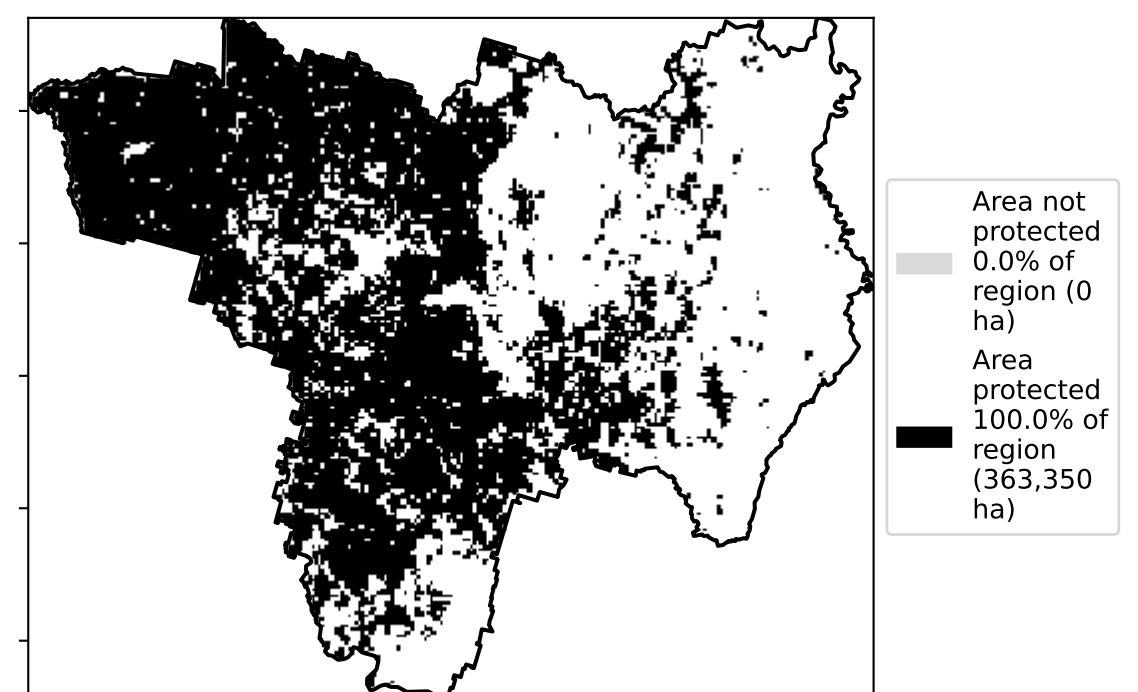 Area not
protected
0.0% of
region (0
ha)
Area
protected
100.0% of
region
(363,350
ha)